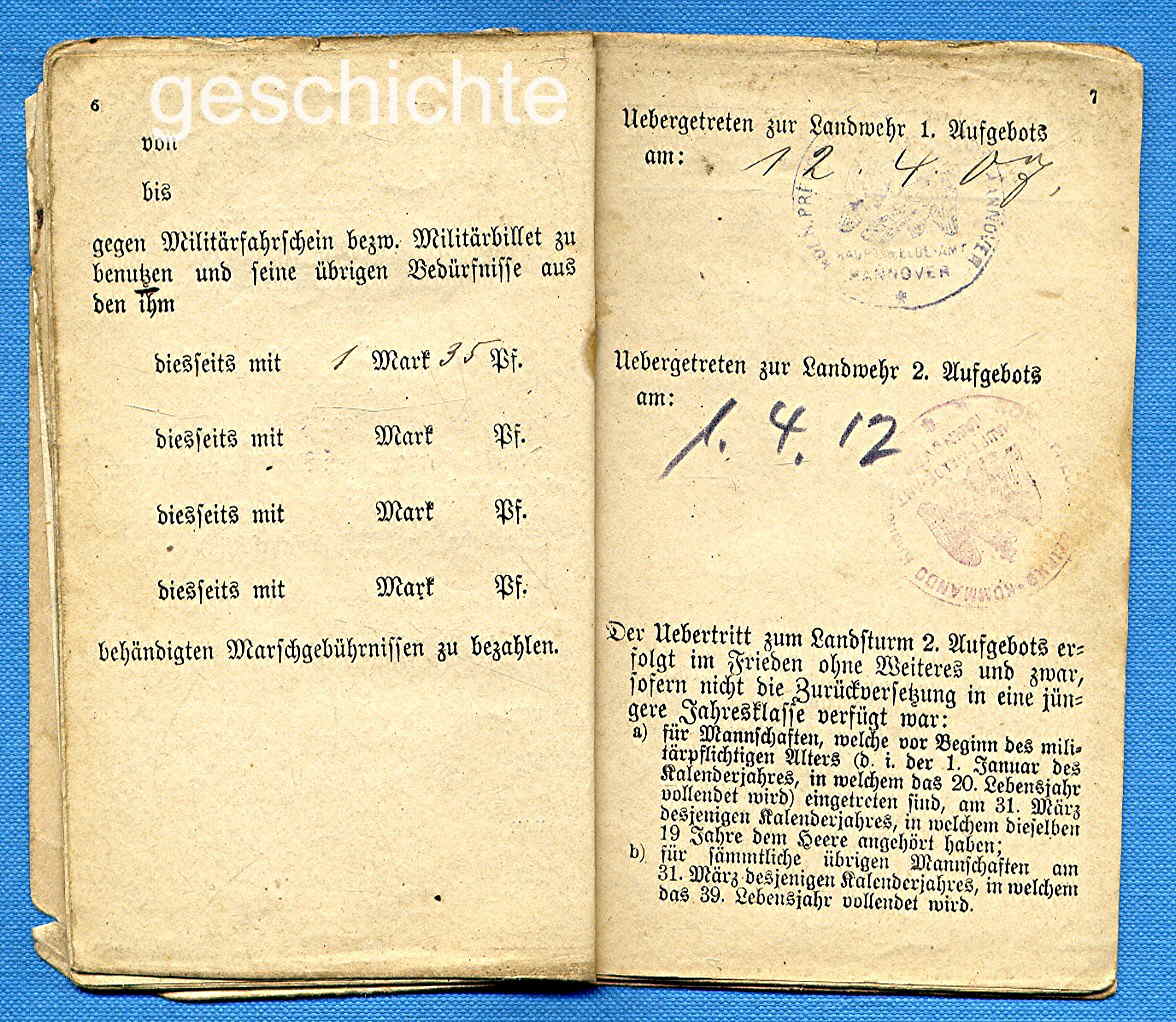 geschichte
6
von
bis
gegen Militärfahrschein bezw. Militärbillet zu
benutzen und seine übrigen Bedürfnisse aus
den ihm
diesseits mit 1 Mark 35 Pf.
diesseits mit Mark Pf.
diesseits mit Mark Pf.
diesseits mit Mark Pf.
behändigten Marschgebührnissen zu bezahlen.
7
Uebergetreten zur Landwehr 1. Aufgebots
am: 12. 4.
HANNOVER
HANNOVER
*
Uebergetreten zur Landwehr 2. Aufgebots
am:
1. 4. 12
KOMMANDO
Der Uebertritt zum Landsturm 2. Aufgebots er-
folgt im Frieden ohne Weiteres und zwar,
sofern nicht die Zurückversetzung in eine jün-
gere Jahresklasse verfügt war:
a) für Mannschaften, welche vor Beginn des mili-
tärpflichtigen Alters (d. i. der 1. Januar des
Kalenderjahres, in welchem das 20. Lebensjahr
vollendet wird) eingetreten sind, am 31. März
desjenigen Kalenderjahres, in welchem dieselben
19 Jahre dem Heere angehört haben;
b) für sämmtliche übrigen Mannschaften am
31. März desjenigen Kalenderjahres, in welchem
das 39. Lebensjahr vollendet wird.